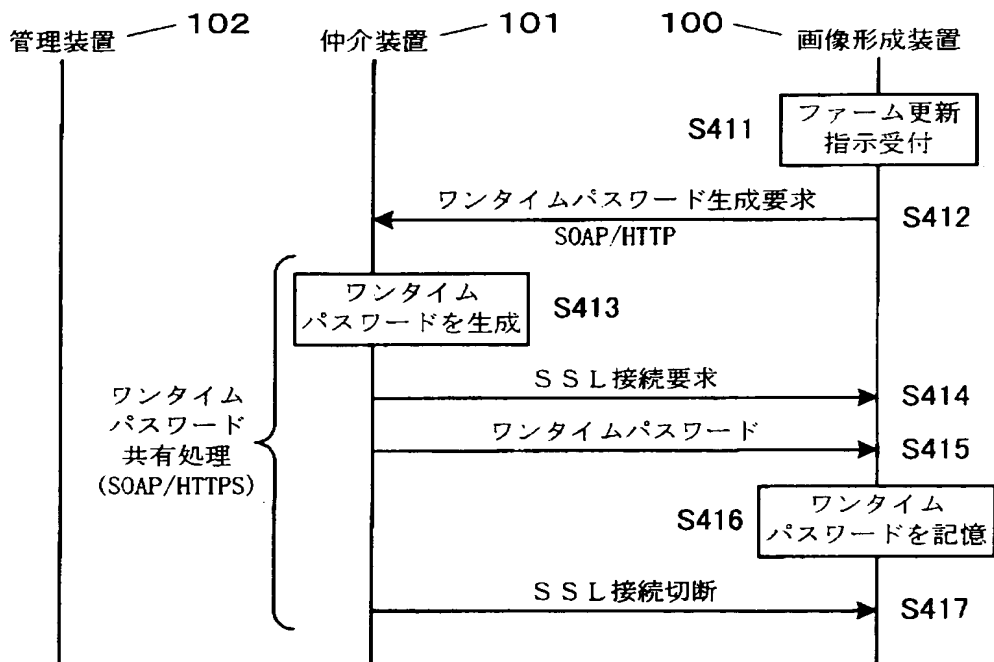 管理装置 102
仲介装置 101
100 画像形成装置
S411
ファーム更新
指示受付
ワンタイムパスワード生成要求
SOAP/HTTP
S412
ワンタイム
パスワードを生成
S413
SSL接続要求
S414
ワンタイム
パスワード
共有処理
(SOAP/HTTPS)
ワンタイムパスワード
S415
S416
ワンタイム
パスワードを記憶
SSL接続切断
S417